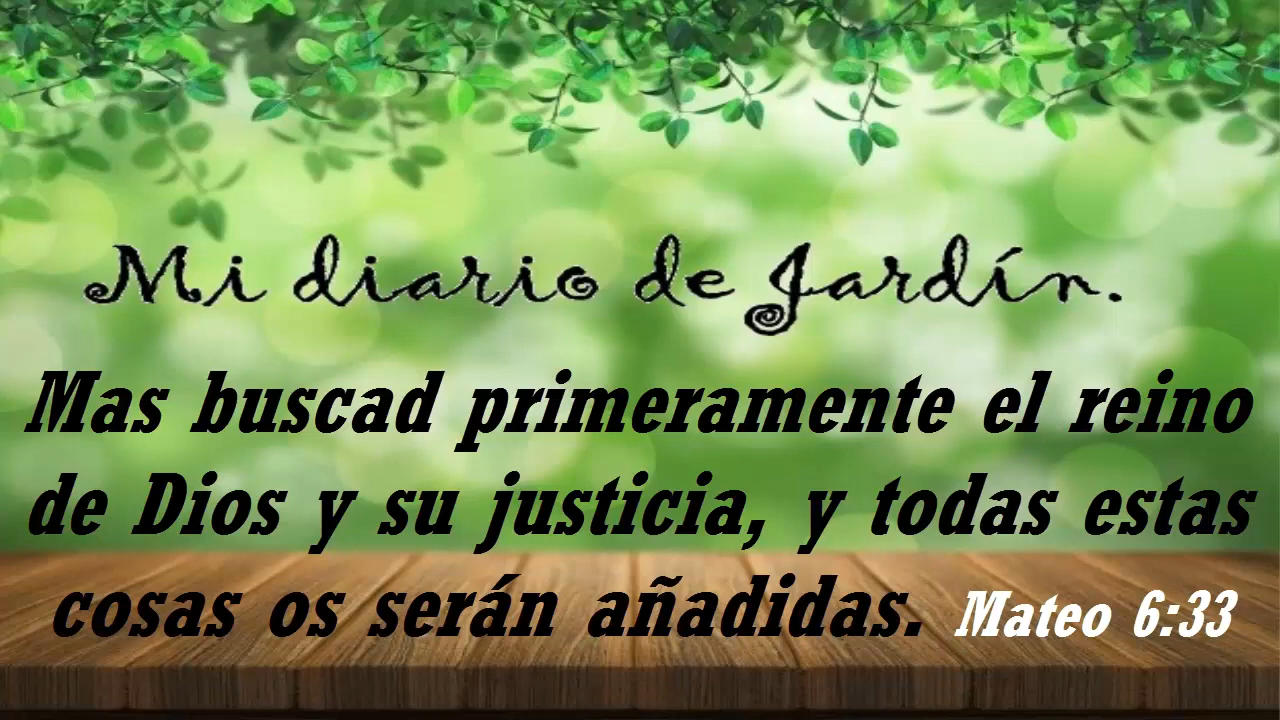 Mi diario de Jardín.
Mas buscad primeramente el reino
de Dios y su justicia, y todas estas
cosas os serán añadidas. Mateo 6:33